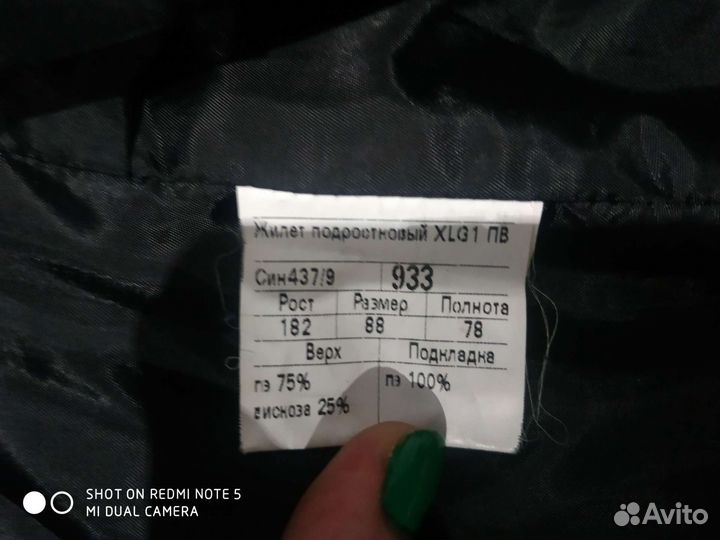 Жилет подростковый XLG1 ПВ
Син437/9 933
Рост Размер Полнота
182 88 78
Верх Подкладка
пэ 75% пэ 100%
вискоза 25%
SHOT ON REDMI NOTE 5
MI DUAL CAMERA
Avito